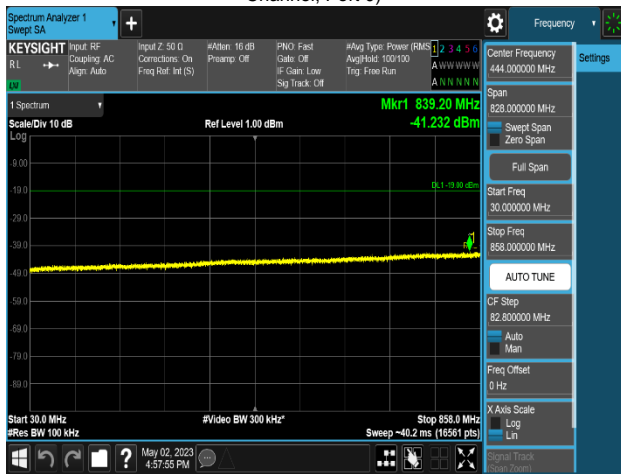 Channel, Port 0)
Spectrum Analyzer 1
Swept SA
+
Frequency
KEYSIGHT
RL
Input: RF
Coupling: AC
Align: Auto
Input Z: 50 Ω
Corrections: On
Freq Ref: Int (S)
#Atten: 16 dB
Preamp: Off
PNO: Fast
Gate: Off
IF Gain: Low
Sig Track: Off
#Avg Type: Power (RMS
Avg|Hold: 100/100
Trig: Free Run
1 2 3 4 5 6
A W W W W W
A N N N N N
1 Spectrum
Scale/Div 10 dB
Log
Ref Level 1.00 dBm
Mkr1 839.20 MHz
-41.232 dBm
-9.00
-19.0
-29.0
-39.0
-49.0
-59.0
-69.0
-79.0
-89.0
DL1 -19.00 dBm
Start 30.0 MHz
#Res BW 100 kHz
#Video BW 300 kHz*
Stop 858.0 MHz
Sweep ~40.2 ms (16561 pts)
Center Frequency
444.000000 MHz
Settings
Span
828.000000 MHz
Swept Span
Zero Span
Full Span
Start Freq
30.000000 MHz
Stop Freq
858.000000 MHz
AUTO TUNE
CF Step
82.800000 MHz
Auto
Man
Freq Offset
0 Hz
X Axis Scale
Log
Lin
Signal Track
(Span Zoom)
?
May 02, 2023
4:57:55 PM